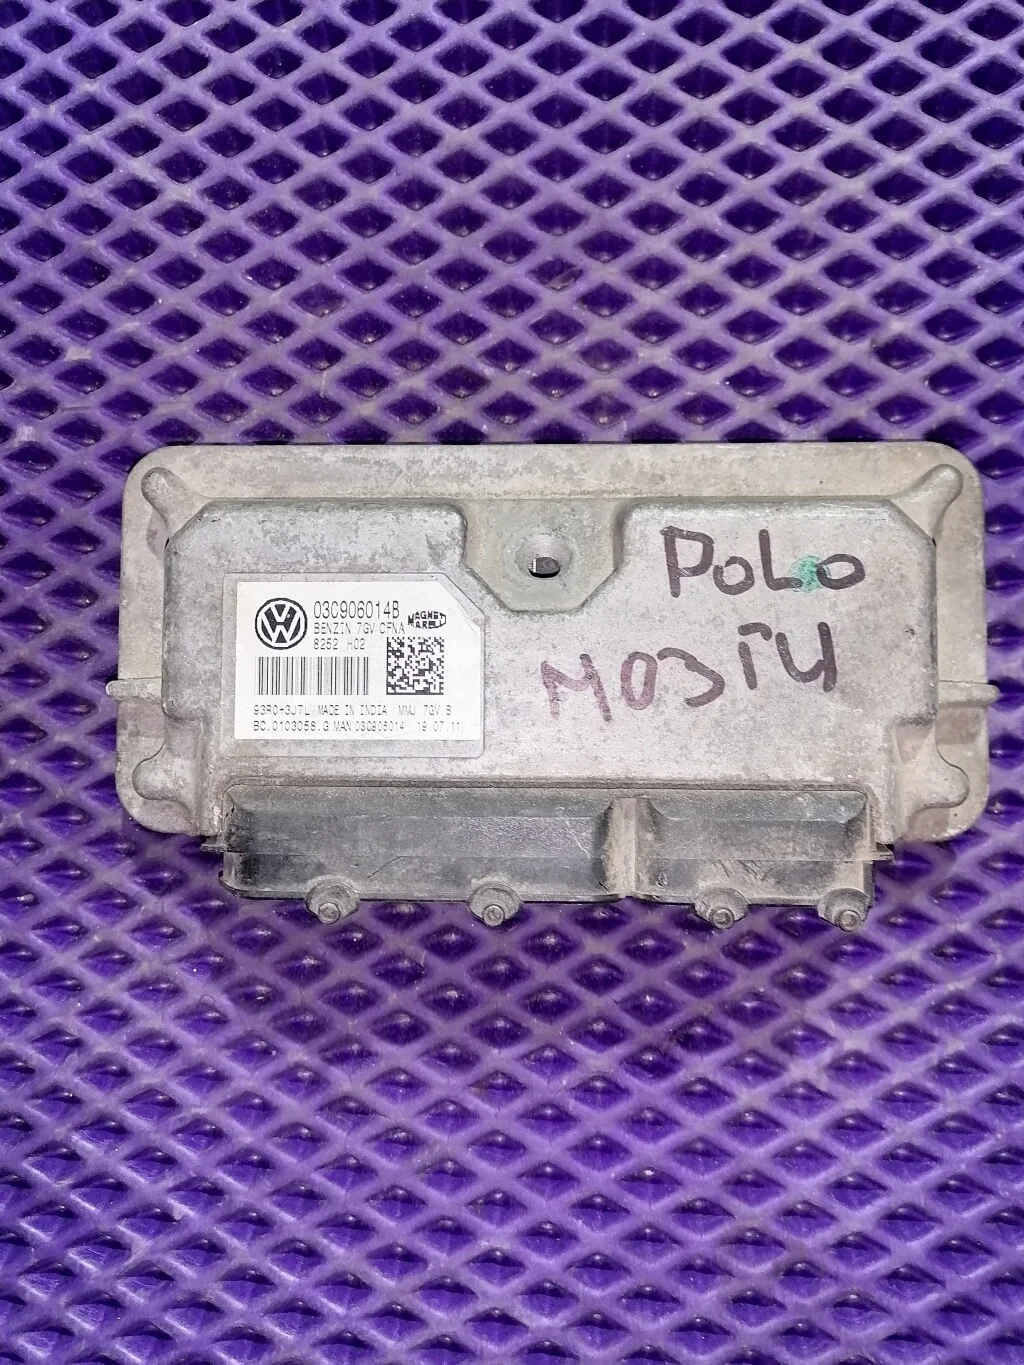 03C906014B
MAGNETI
MARELLI
BENZIN 7GV CFNA
8252 H02
93R0+3J7L MADE IN INDIA MMJ 7GV B
BC.0103058.G MAN 03C906014 19.07.11
POLO
МОЗГИ